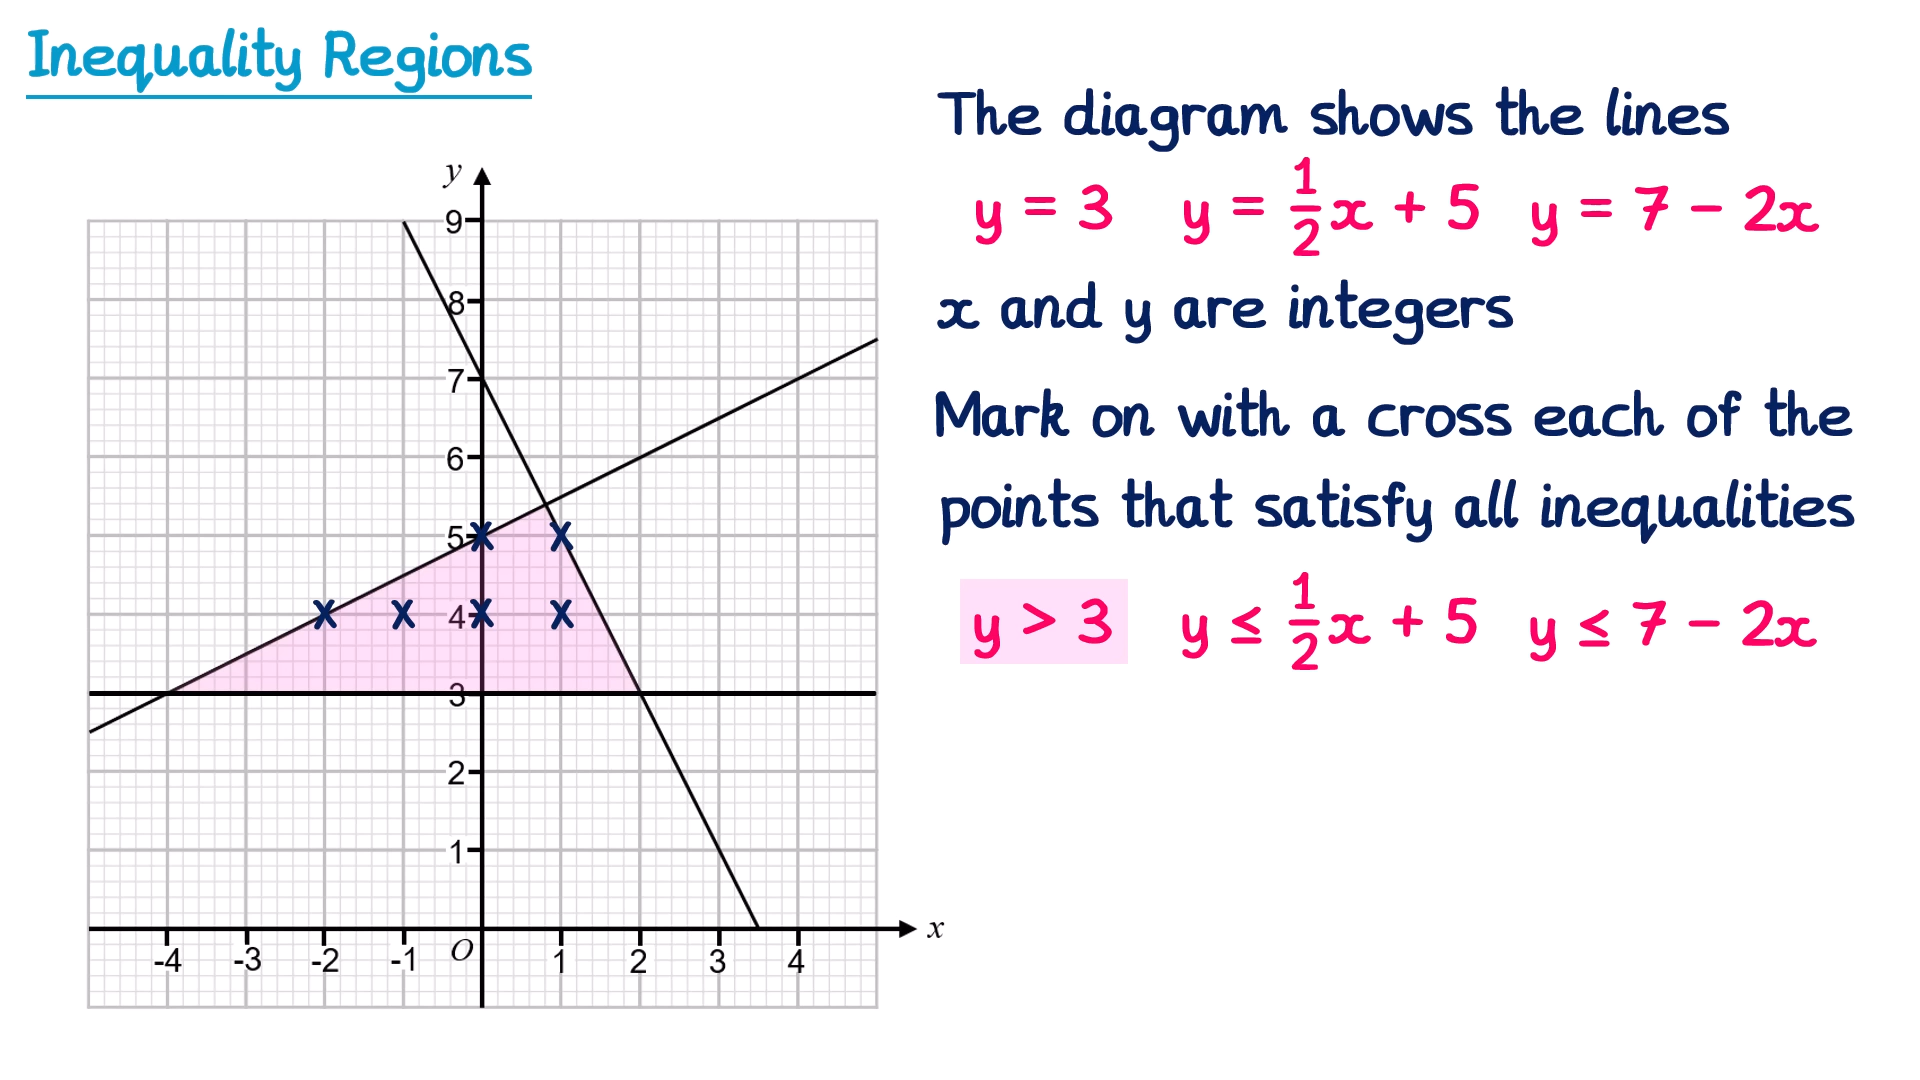 Inequality Regions
The diagram shows the lines
y = 3 y = 1/2 x + 5 y = 7 - 2x
x and y are integers
Mark on with a cross each of the
points that satisfy all inequalities
y > 3 y ≤ 1/2 x + 5 y ≤ 7 - 2x
y
9
8
7
6
5
4
3
2
1
x
-4 -3 -2 -1 O 1 2 3 4